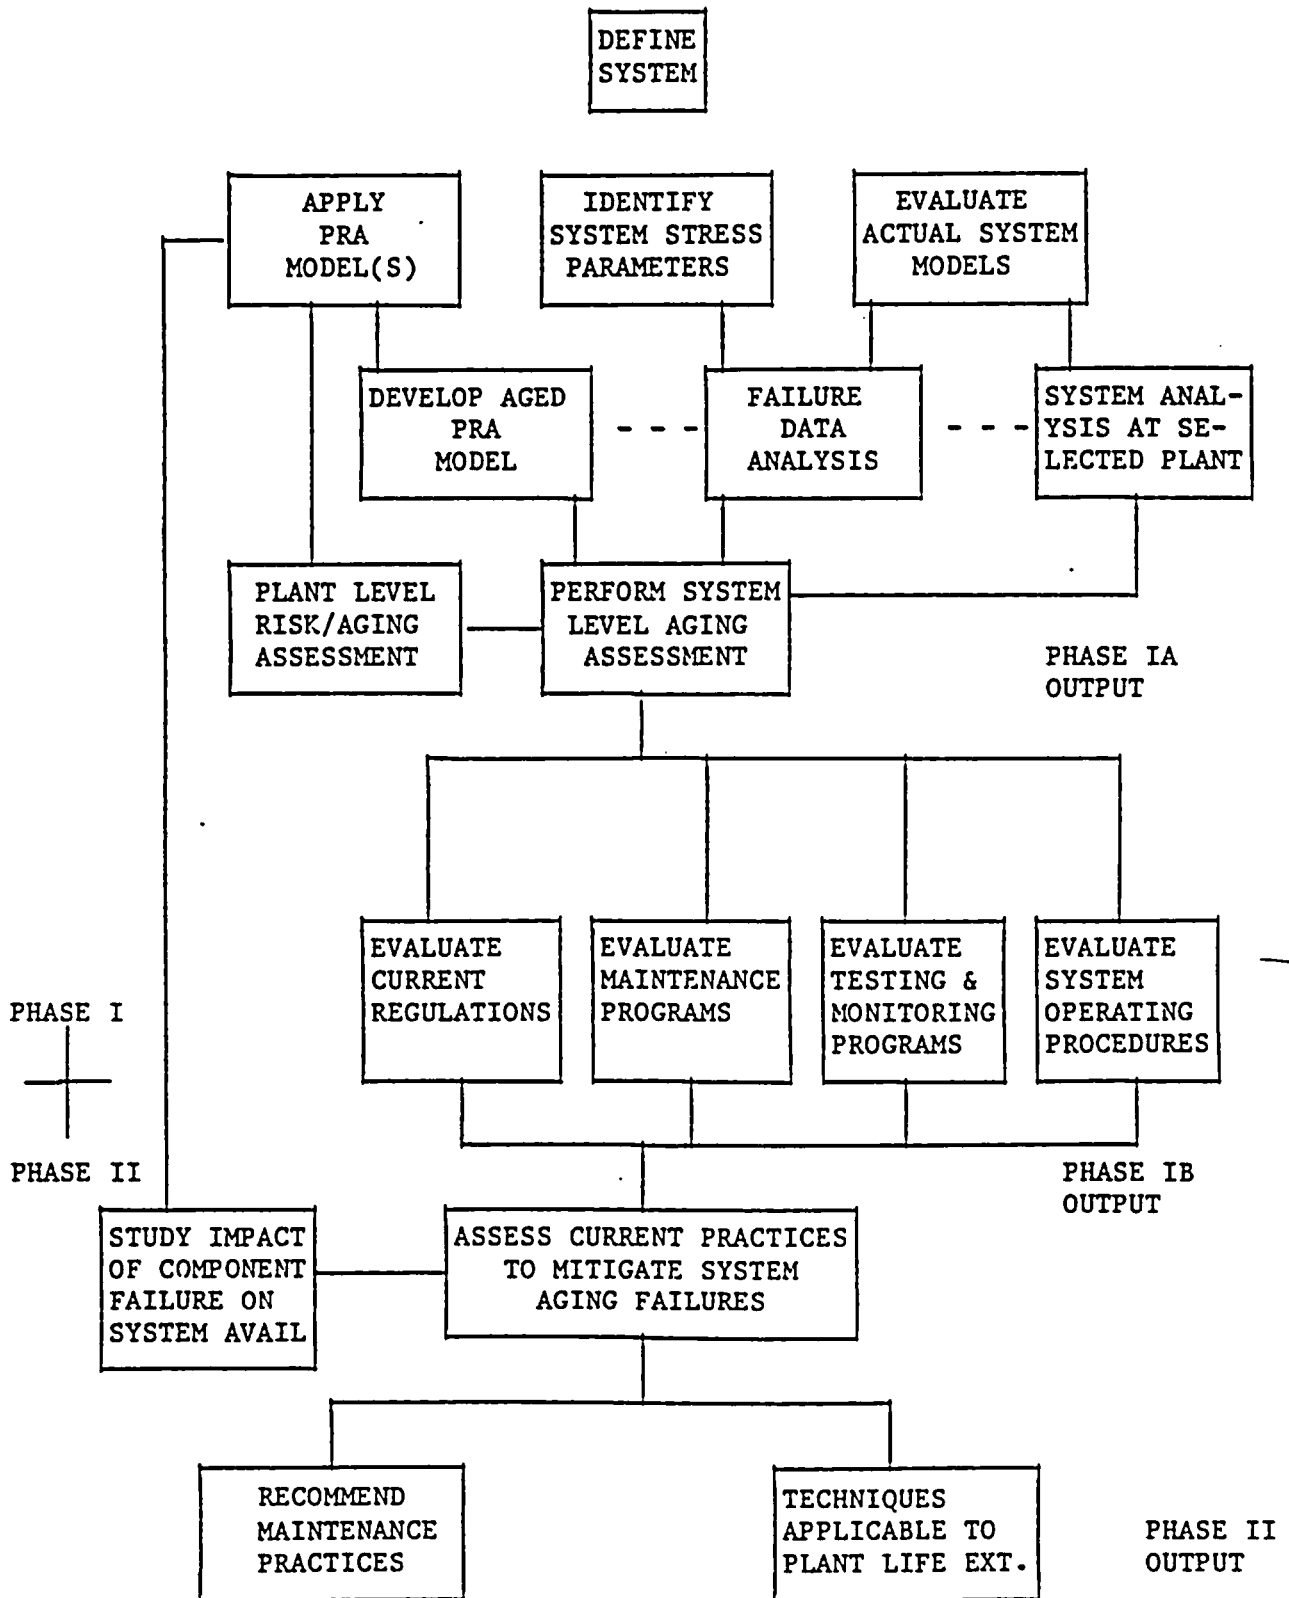 DEFINE
SYSTEM
APPLY
PRA
MODEL(S)
IDENTIFY
SYSTEM STRESS
PARAMETERS
EVALUATE
ACTUAL SYSTEM
MODELS
DEVELOP AGED
PRA
MODEL
FAILURE
DATA
ANALYSIS
SYSTEM ANAL-
YSIS AT SE-
LECTED PLANT
PLANT LEVEL
RISK/AGING
ASSESSMENT
PERFORM SYSTEM
LEVEL AGING
ASSESSMENT
PHASE IA
OUTPUT
EVALUATE
CURRENT
REGULATIONS
EVALUATE
MAINTENANCE
PROGRAMS
EVALUATE
TESTING &
MONITORING
PROGRAMS
EVALUATE
SYSTEM
OPERATING
PROCEDURES
PHASE I
PHASE II
PHASE IB
OUTPUT
STUDY IMPACT
OF COMPONENT
FAILURE ON
SYSTEM AVAIL
ASSESS CURRENT PRACTICES
TO MITIGATE SYSTEM
AGING FAILURES
RECOMMEND
MAINTENANCE
PRACTICES
TECHNIQUES
APPLICABLE TO
PLANT LIFE EXT.
PHASE II
OUTPUT